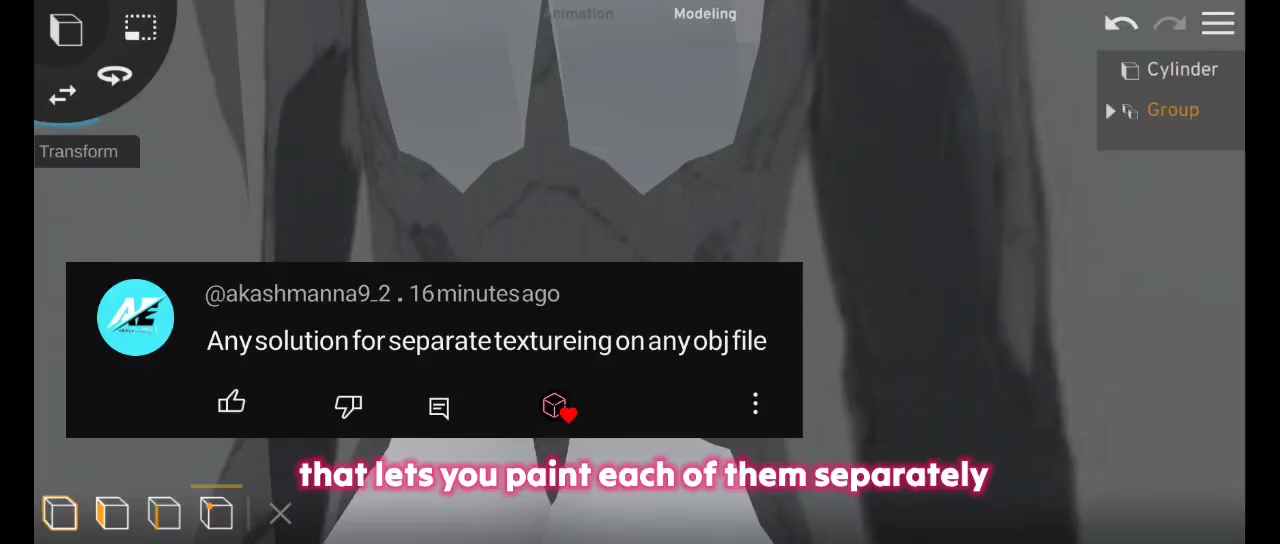 Animation
Modeling
Cylinder
Group
Transform
@akashmanna9_2 . 16 minutes ago
Any solution for separate textureing on any obj file
that lets you paint each of them separately